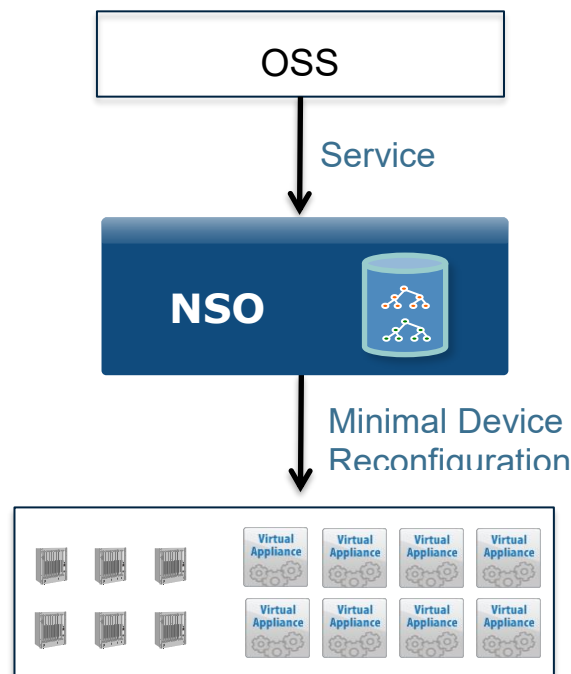 OSS
Service
NSO
Minimal Device
Reconfiguration
Virtual Virtual Virtual Virtual
Appliance Appliance Appliance Appliance
Virtual Virtual Virtual Virtual
Appliance Appliance Appliance Appliance